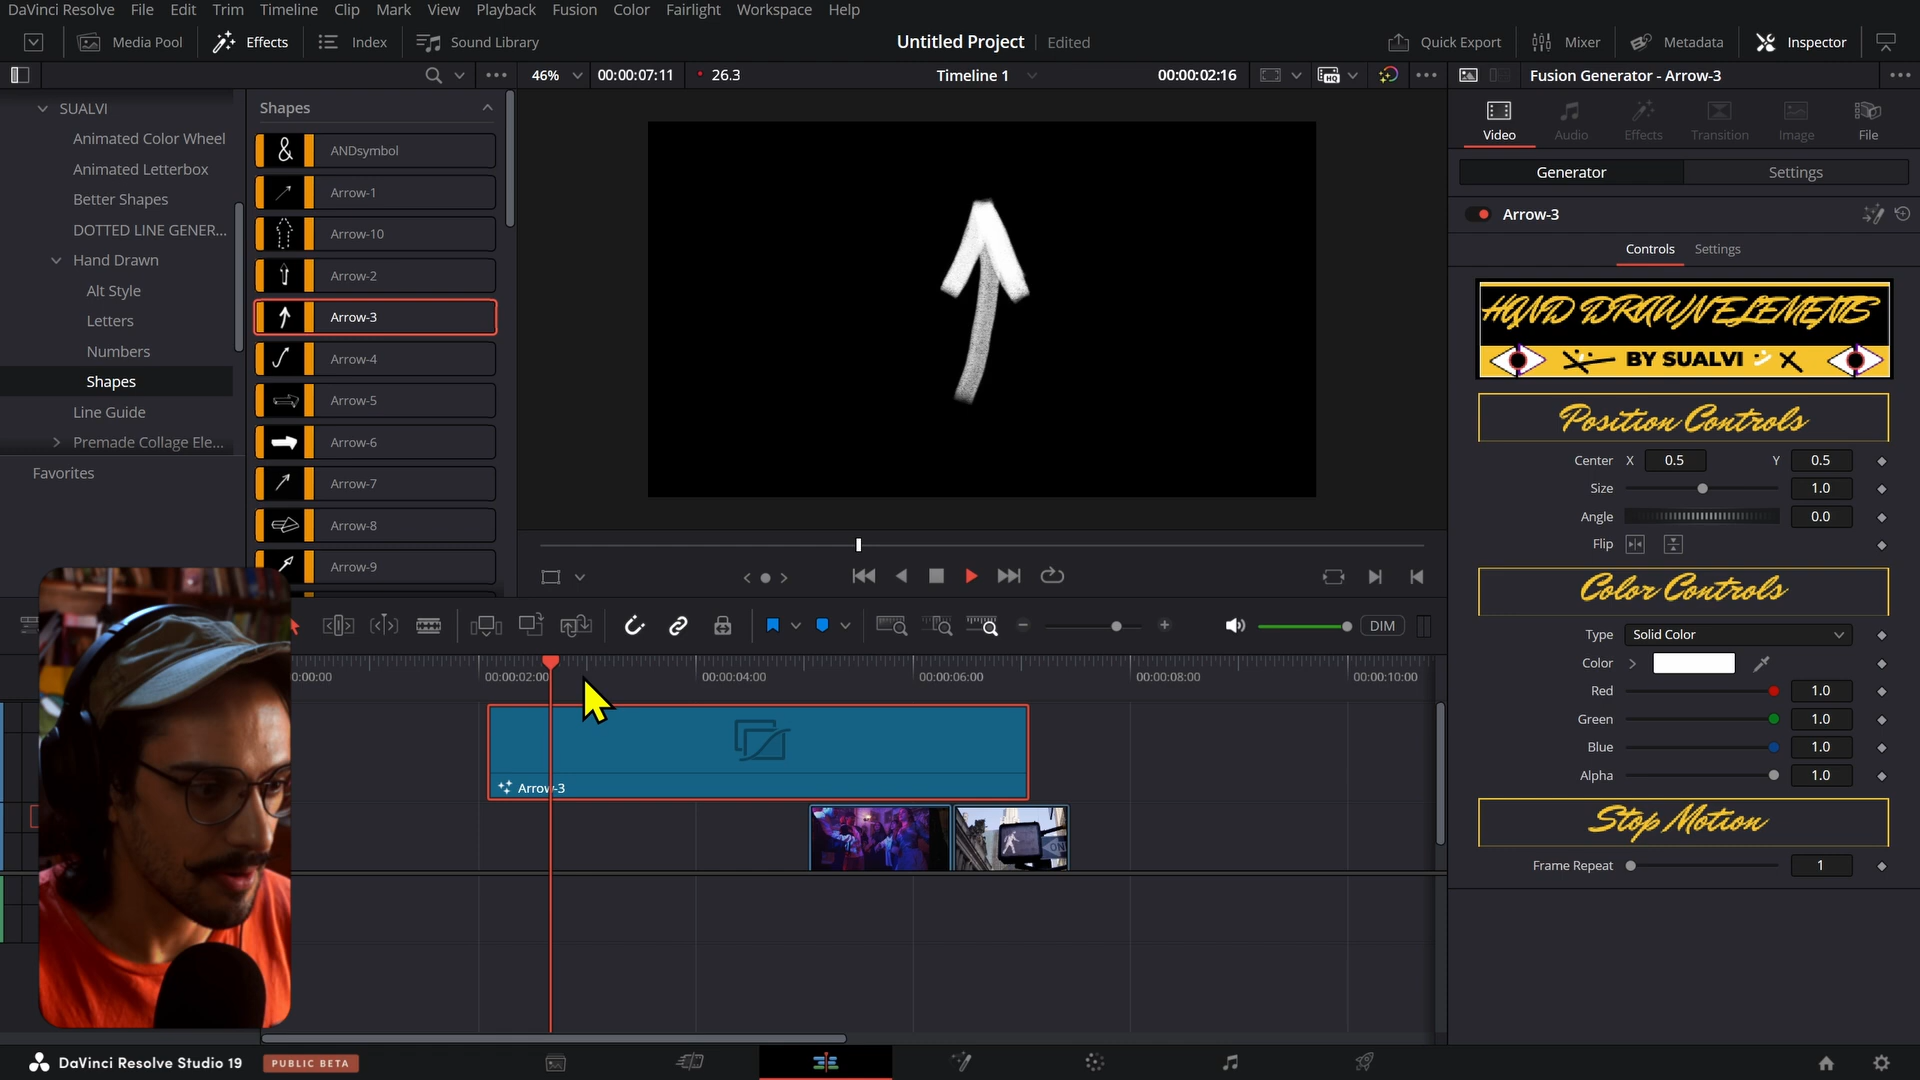 DaVinci Resolve File Edit Trim Timeline Clip Mark View Playback Fusion Color Fairlight Workspace Help
Media Pool Effects Index Sound Library Untitled Project Edited Quick Export Mixer Metadata Inspector
46% 00:00:07:11 26.3 Timeline 1 00:00:02:16 Fusion Generator - Arrow-3
SUALVI
Animated Color Wheel
Animated Letterbox
Better Shapes
DOTTED LINE GENER...
Hand Drawn
Alt Style
Letters
Numbers
Shapes
Line Guide
Premade Collage Ele...
Favorites
Shapes
&
ANDsymbol
Arrow-1
Arrow-10
Arrow-2
Arrow-3
Arrow-4
Arrow-5
Arrow-6
Arrow-7
Arrow-8
Arrow-9
Video Audio Effects Transition Image File
Generator Settings
Arrow-3
Controls Settings
HAND DRAWN ELEMENTS
BY SUALVI
Position Controls
Center X 0.5 Y 0.5
Size 1.0
Angle 0.0
Flip
Color Controls
Type Solid Color
Color
Red 1.0
Green 1.0
Blue 1.0
Alpha 1.0
Stop Motion
Frame Repeat 1
DIM
0:00:00 00:00:02:00 00:00:04:00 00:00:06:00 00:00:08:00 00:00:10:00
Arrow-3
DaVinci Resolve Studio 19 PUBLIC BETA